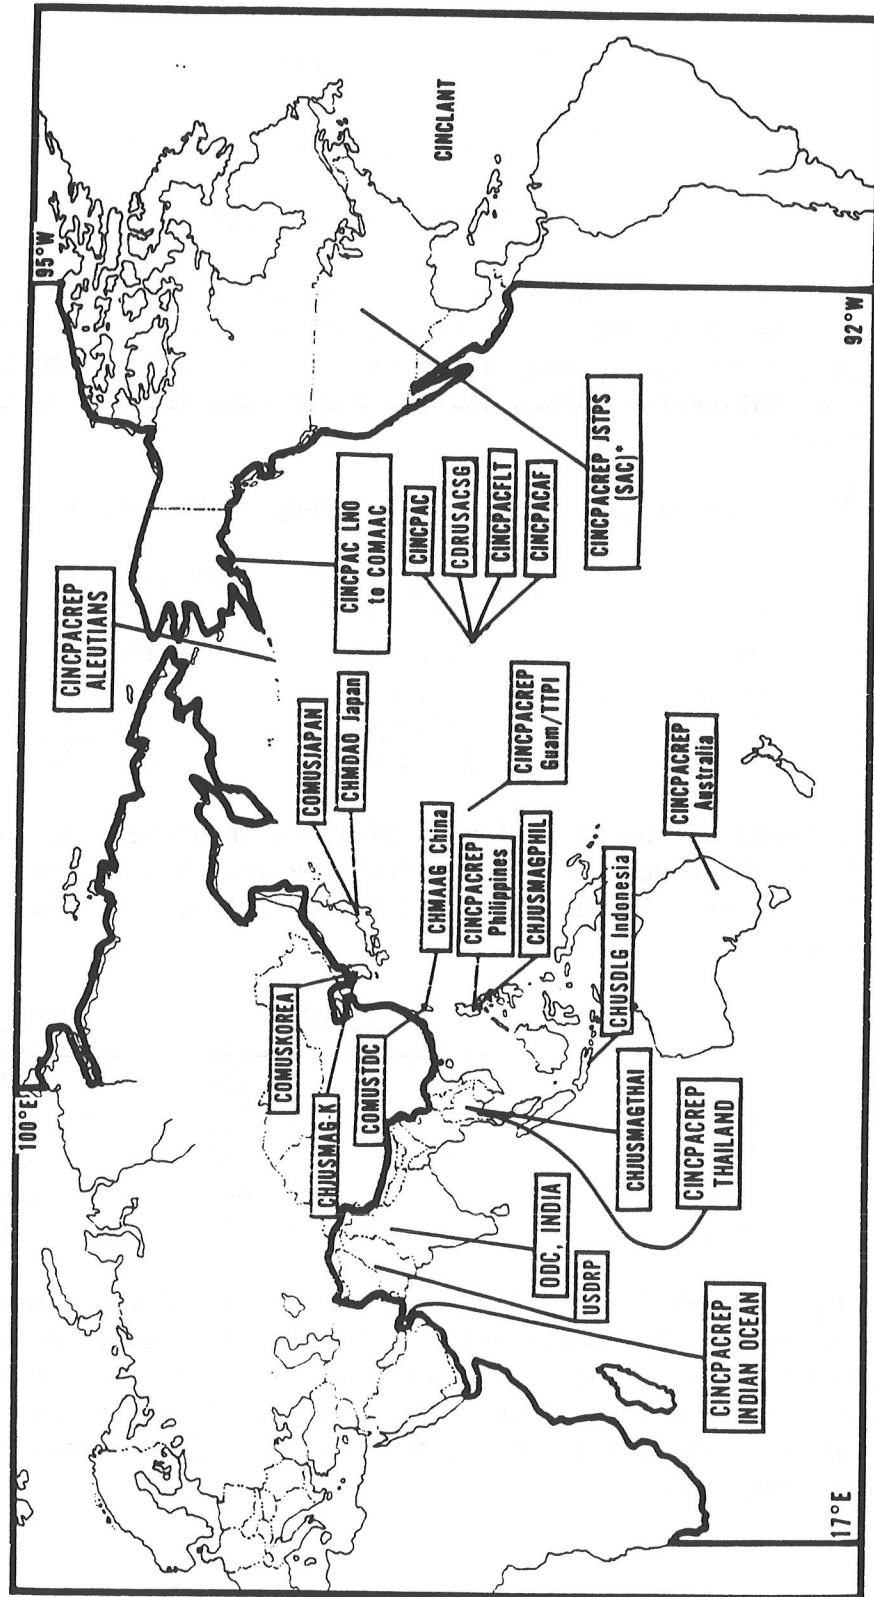 100°E
95°W
CINCPACREP
ALEUTIANS
CINCLANT
COMUSKOREA
COMUSJAPAN
CHMDAO Japan
CHJUSMAG-K
COMUSTDC
CINCPAC LNO
to COMAAC
CINCPAC
CDRUSACSG
CINCPACFLT
CINCPACAF
CHMAAG China
CINCPACREP
Philippines
CHJUSMAGPHIL
CINCPACREP
Guam/TTPI
CINCPACREP JSTPS
(SAC)*
ODC, INDIA
USDRP
CHJUSMAGTHAI
CHUSDLG Indonesia
CINCPACREP
THAILAND
CINCPACREP
Australia
CINCPACREP
INDIAN OCEAN
17°E
92°W